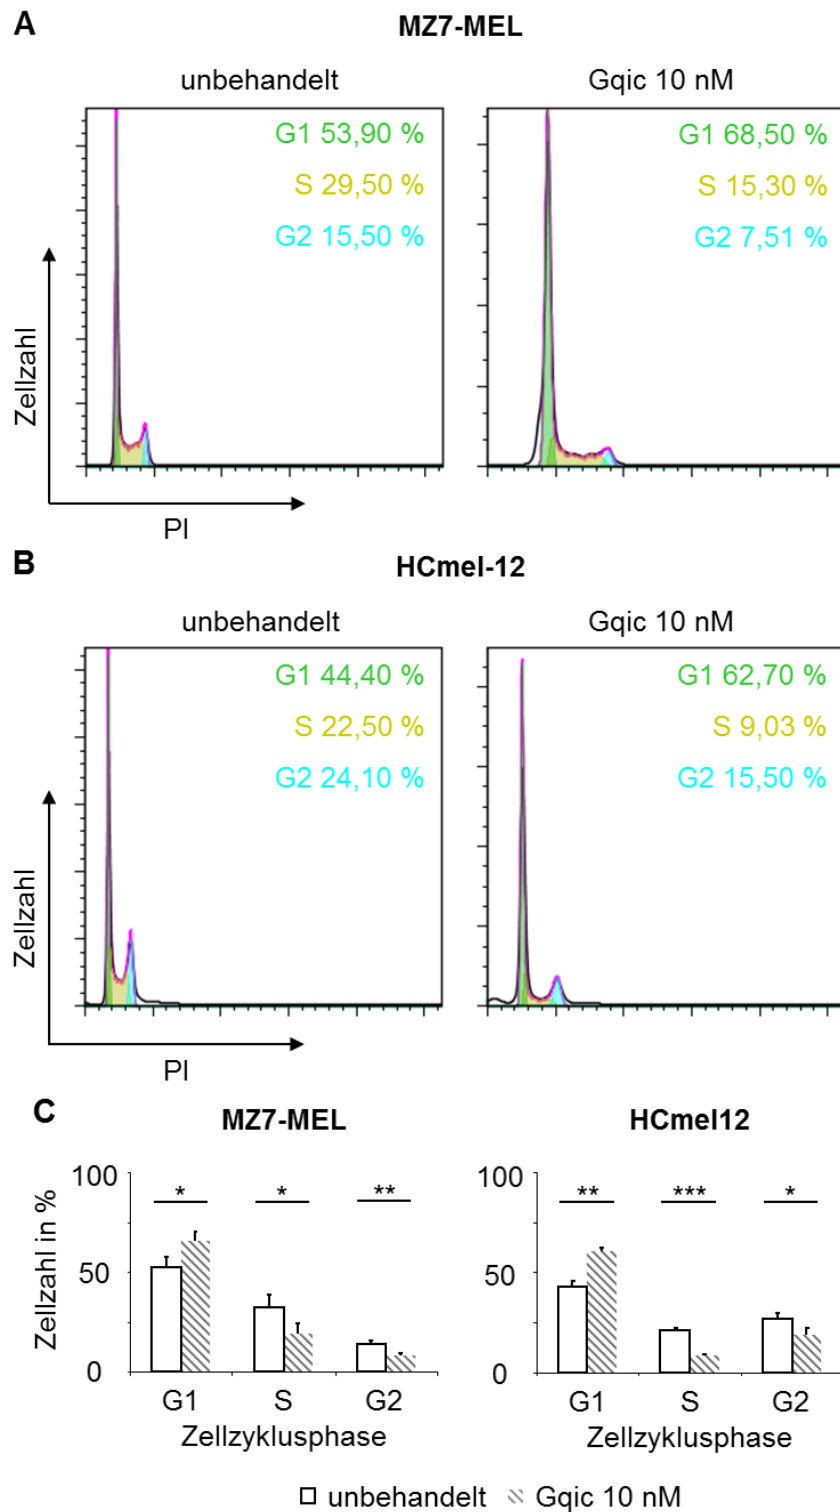 A
MZ7-MEL
unbehandelt
Gqic 10 nM
G1 53,90 %
S 29,50 %
G2 15,50 %
G1 68,50 %
S 15,30 %
G2 7,51 %
Zellzahl
PI
B
HCmel-12
unbehandelt
Gqic 10 nM
G1 44,40 %
S 22,50 %
G2 24,10 %
G1 62,70 %
S 9,03 %
G2 15,50 %
Zellzahl
PI
C
MZ7-MEL
HCmel12
Zellzahl in %
100
50
0
* * **
G1 S G2
Zellzyklusphase
100
50
0
** *** *
G1 S G2
Zellzyklusphase
unbehandelt Gqic 10 nM